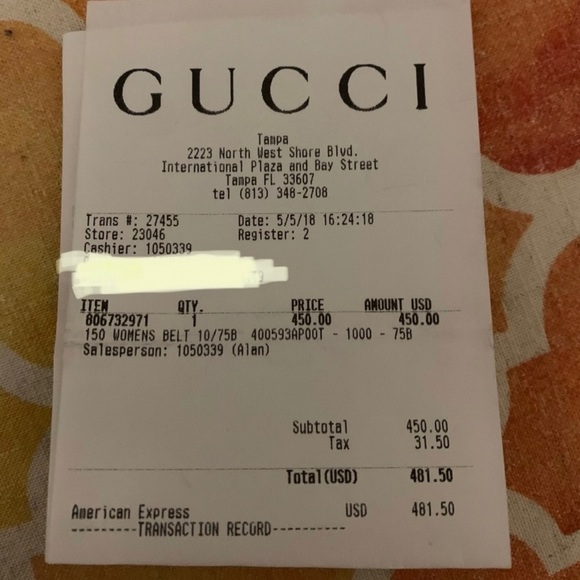 GUCCI
Tampa
2223 North West Shore Blvd.
International Plaza and Bay Street
Tampa FL 33607
tel (813) 348-2708
Trans #: 27455 Date: 5/5/18 16:24:18
Store: 23046 Register: 2
Cashier: 1050339
ITEM QTY. PRICE AMOUNT USD
806732971 1 450.00 450.00
150 WOMENS BELT 10/75B 400593AP00T - 1000 - 75B
Salesperson: 1050339 (Alan)
Subtotal 450.00
Tax 31.50
Total(USD) 481.50
American Express USD 481.50
---------TRANSACTION RECORD----------